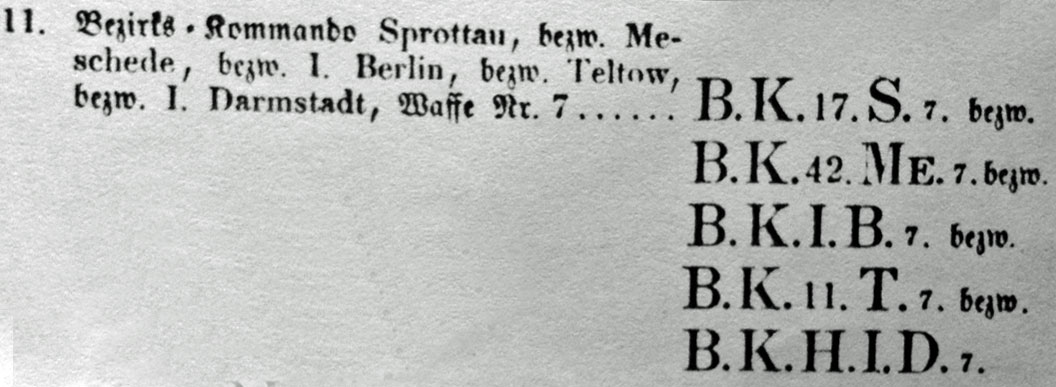 11. Bezirks-Kommando Sprottau, bezw. Me-
schede, bezw. I. Berlin, bezw. Teltow,
bezw. I. Darmstadt, Waffe Nr. 7 ...... B. K. 17. S. 7. bezw.
B. K. 42. ME. 7. bezw.
B. K. I. B. 7. bezw.
B. K. 11. T. 7. bezw.
B. K. H. I. D. 7.